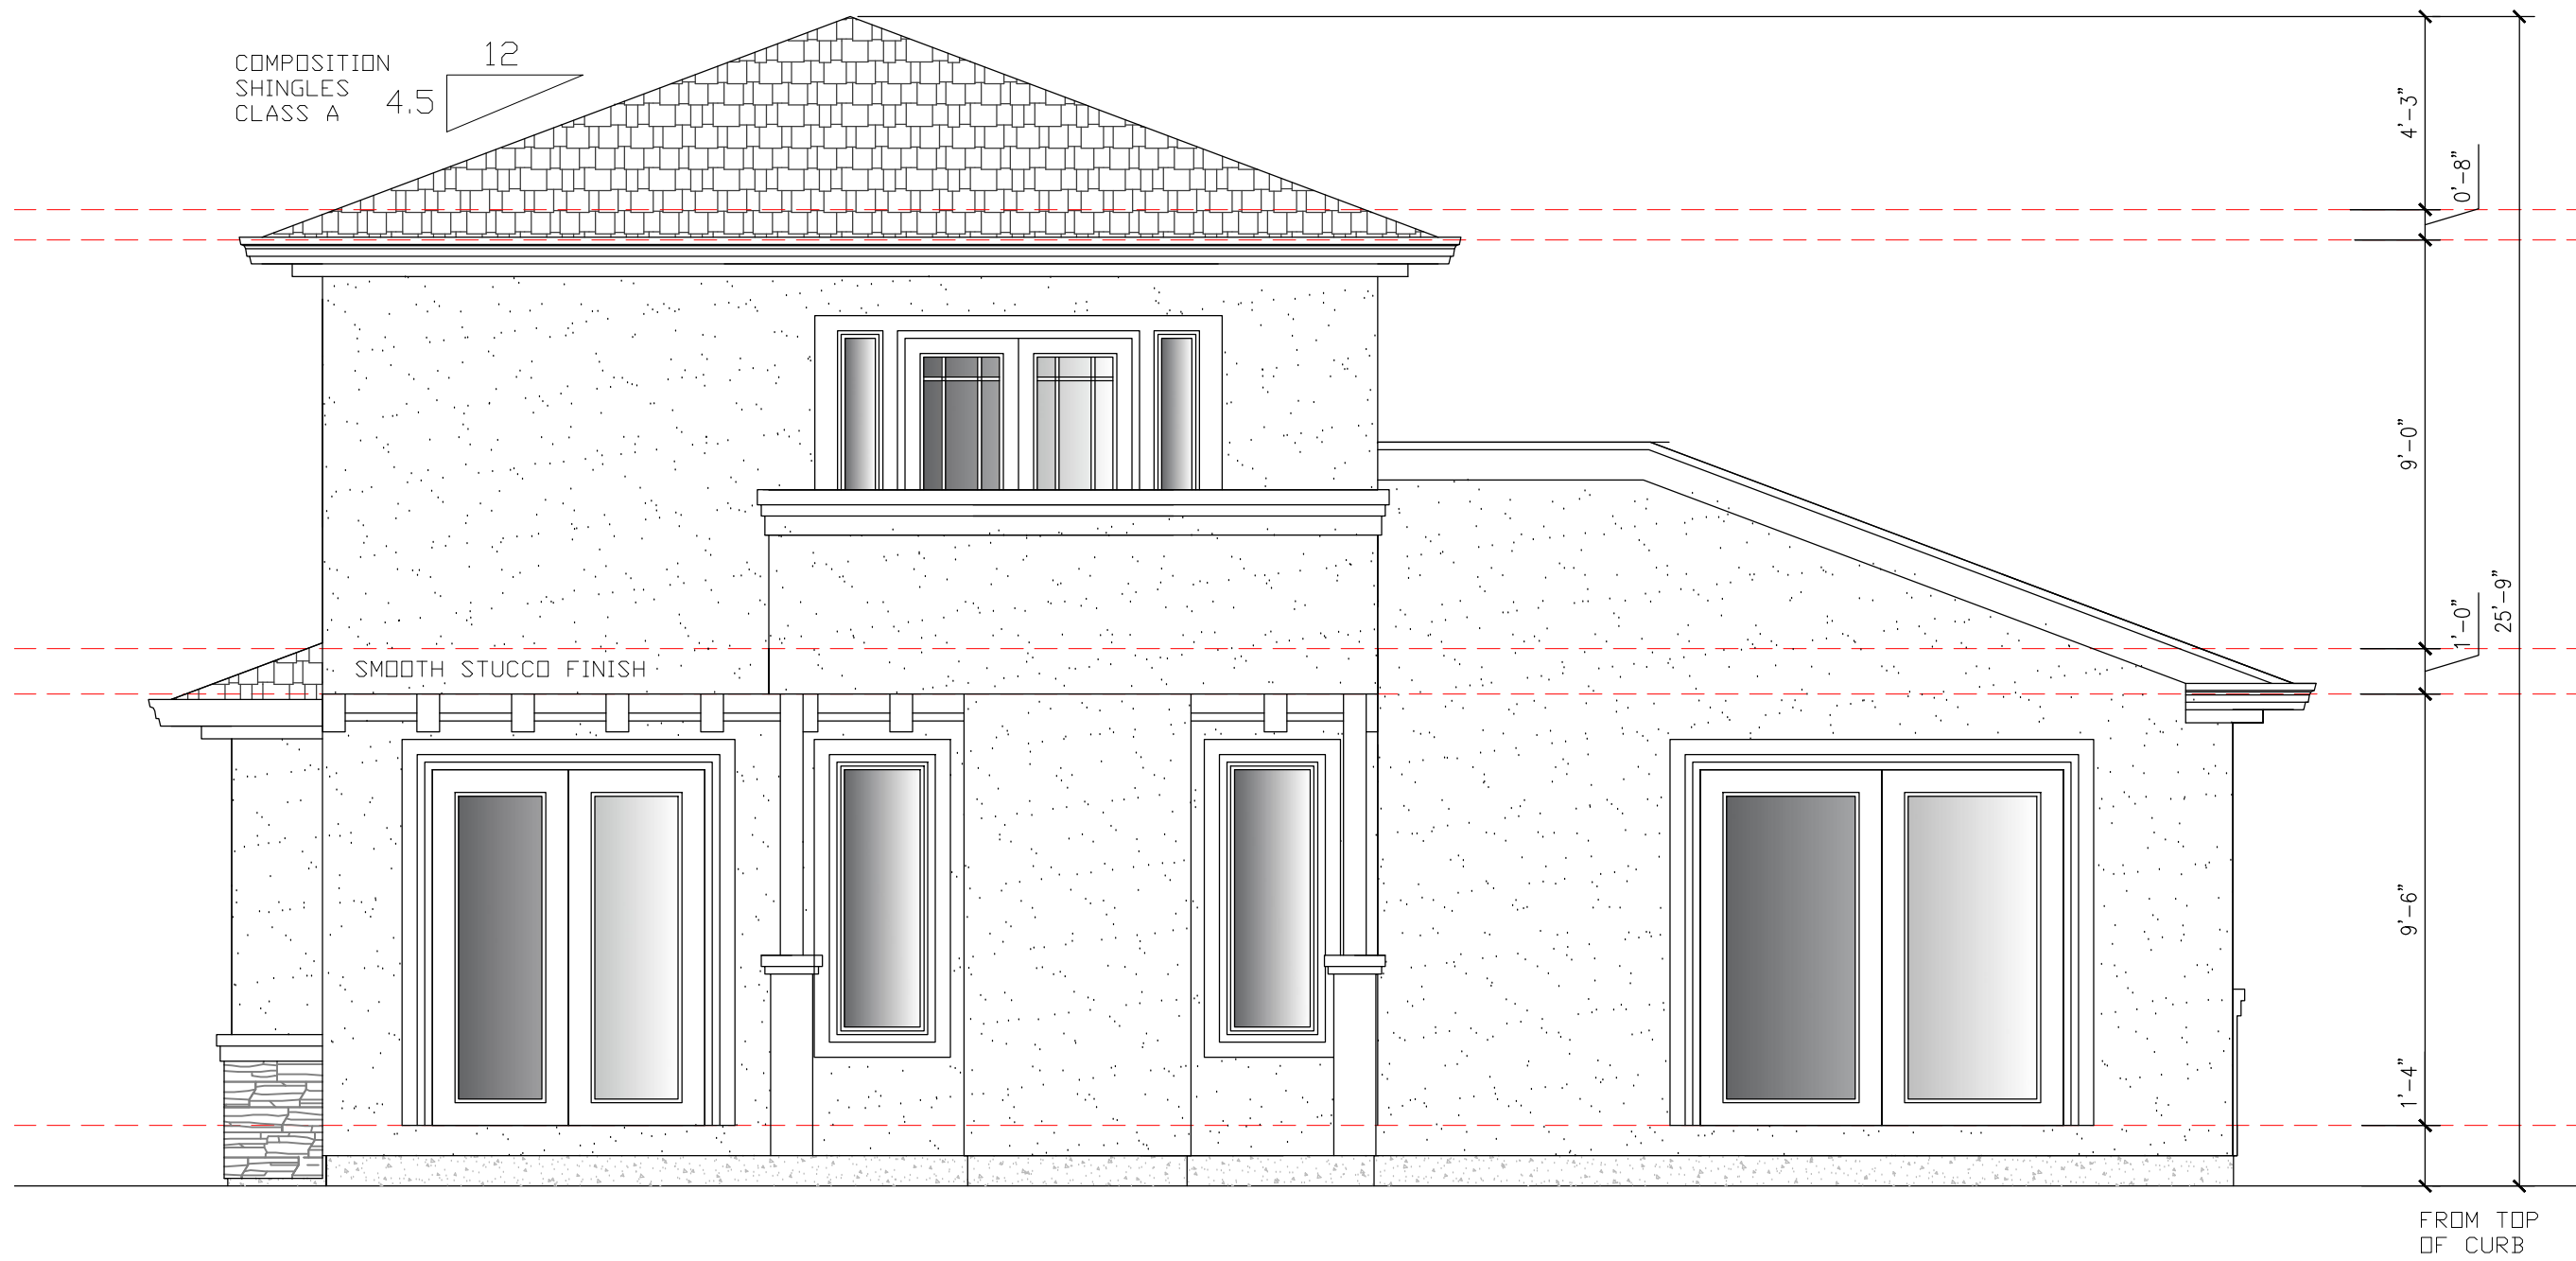 COMPOSITION
SHINGLES
CLASS A
12
4.5
4'-3"
0'-8"
9'-0"
1'-0"
25'-9"
SMOOTH STUCCO FINISH
9'-6"
1'-4"
FROM TOP
OF CURB